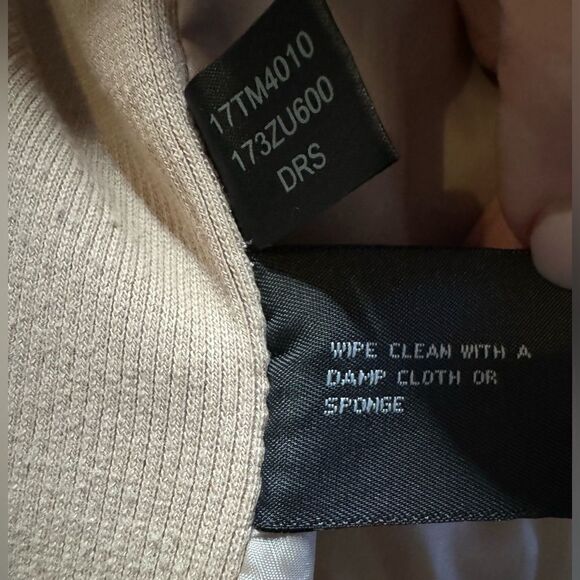 17TM4010
173ZU600
DRS
WIPE CLEAN WITH A
DAMP CLOTH OR
SPONGE